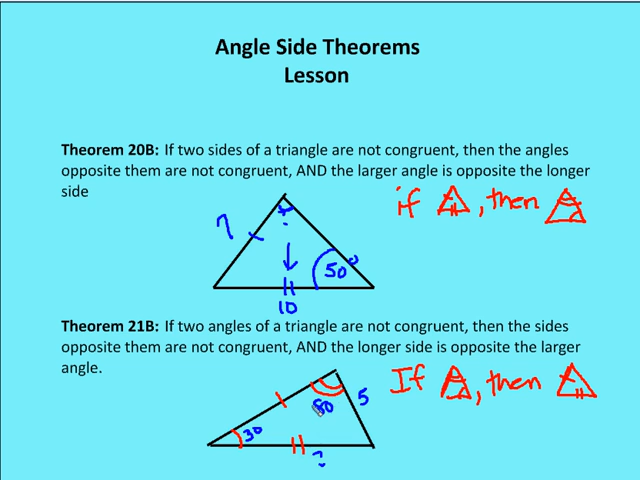 Angle Side Theorems
Lesson
Theorem 20B: If two sides of a triangle are not congruent, then the angles
opposite them are not congruent, AND the larger angle is opposite the longer
side
if , then
7
50°
10
Theorem 21B: If two angles of a triangle are not congruent, then the sides
opposite them are not congruent, AND the longer side is opposite the larger
angle.
If , then
5
30
?